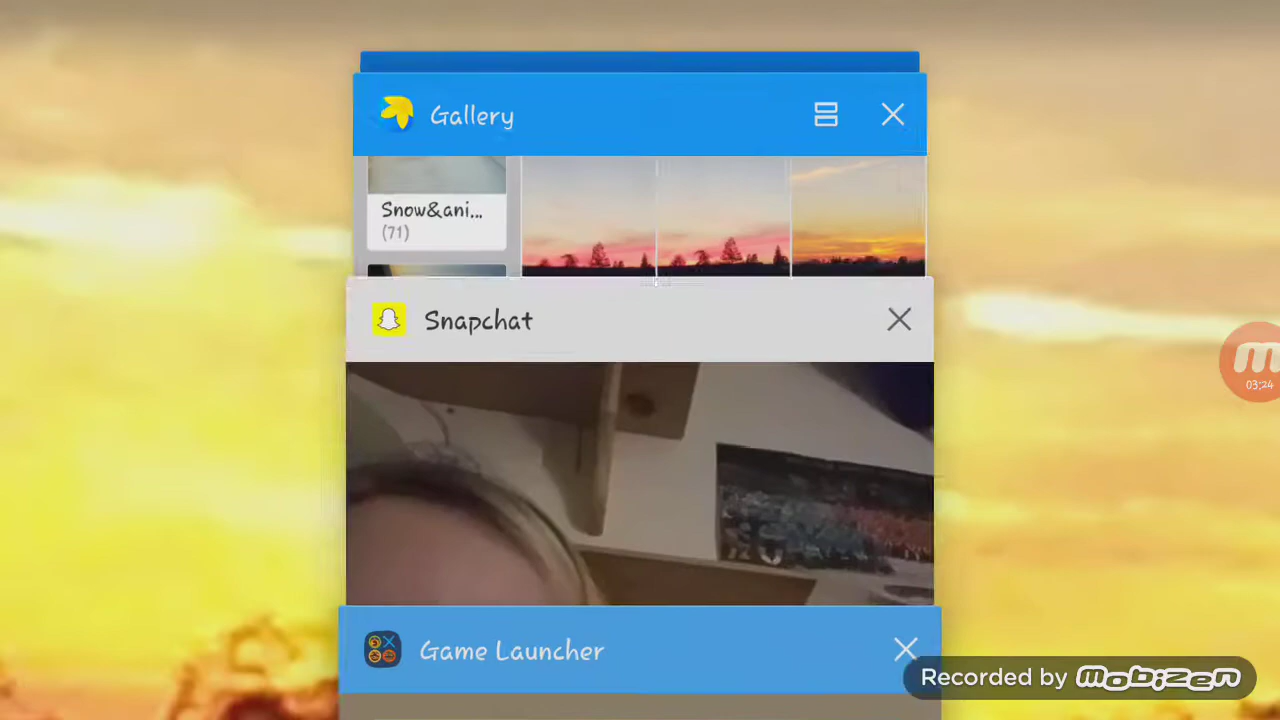 Gallery
Snow&ani...
(71)
Snapchat
03:24
Game Launcher
Recorded by mobizen